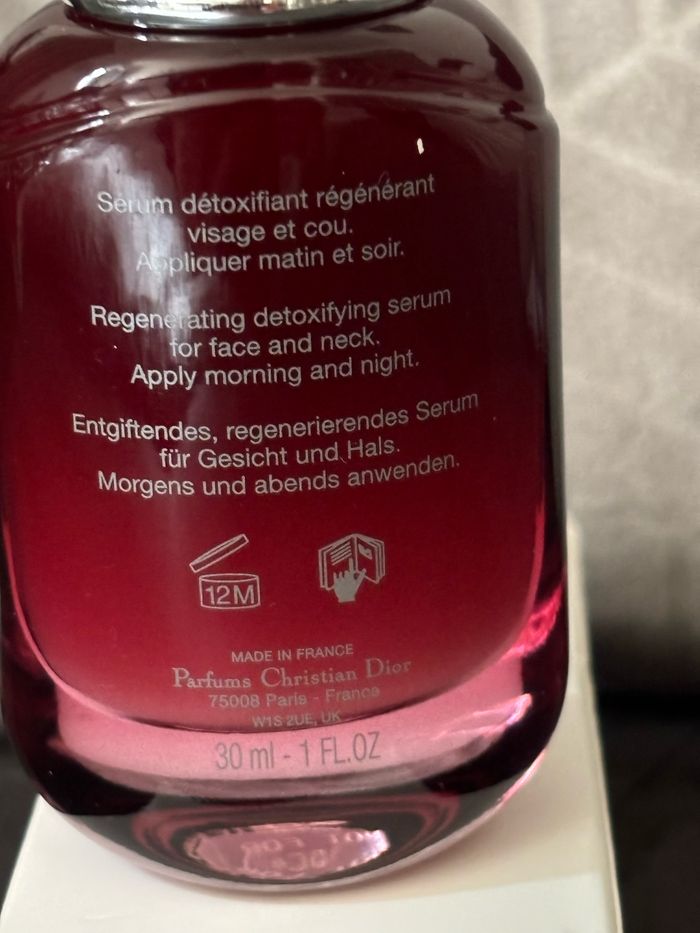 Sérum détoxifiant régénérant
visage et cou.
Appliquer matin et soir.
Regenerating detoxifying serum
for face and neck.
Apply morning and night.
Entgiftendes, regenerierendes Serum
für Gesicht und Hals.
Morgens und abends anwenden.
12M
MADE IN FRANCE
Parfums Christian Dior
75008 Paris - France
W1S 2UE, UK
30 ml - 1 FL.OZ